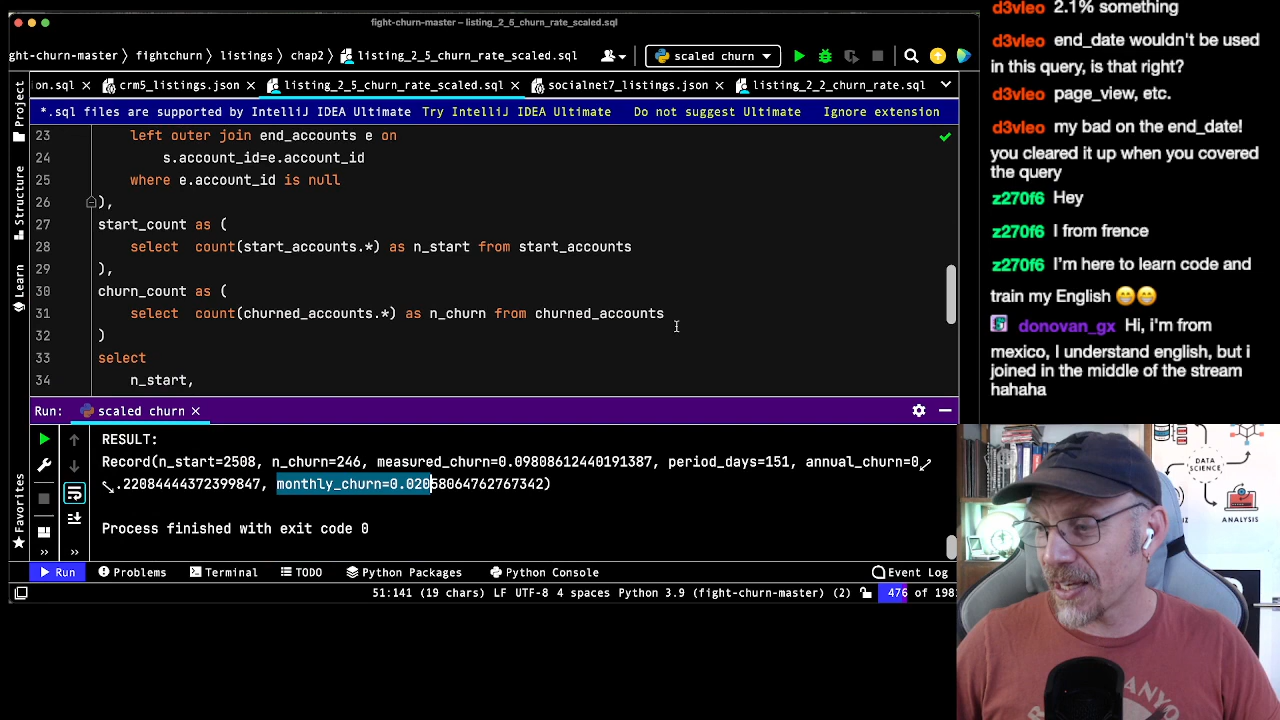 fight-churn-master – listing_2_5_churn_rate_scaled.sql
ght-churn-master 〉 fightchurn 〉 listings 〉 chap2 〉 listing_2_5_churn_rate_scaled.sql
scaled churn
on.sql × crm5_listings.json × listing_2_5_churn_rate_scaled.sql × socialnet7_listings.json × listing_2_2_churn_rate.sql
*.sql files are supported by IntelliJ IDEA Ultimate Try IntelliJ IDEA Ultimate Do not suggest Ultimate Ignore extension
Project
Structure
Learn
Favorites
23 left outer join end_accounts e on
24 s.account_id=e.account_id
25 where e.account_id is null
26 ),
27 start_count as (
28 select count(start_accounts.*) as n_start from start_accounts
29 ),
30 churn_count as (
31 select count(churned_accounts.*) as n_churn from churned_accounts
32 )
33 select
34 n_start,
Run: scaled churn ×
RESULT:
Record(n_start=2508, n_churn=246, measured_churn=0.09808612440191387, period_days=151, annual_churn=0
.22084444372399847, monthly_churn=0.02058064762767342)
Process finished with exit code 0
Run Problems Terminal TODO Python Packages Python Console Event Log
51:141 (19 chars) LF UTF-8 4 spaces Python 3.9 (fight-churn-master) (2) 476 of 198
d3vleo 2.1% something
d3vleo end_date wouldn't be used
in this query, is that right?
d3vleo page_view, etc.
d3vleo my bad on the end_date!
you cleared it up when you covered
the query
z270f6 Hey
z270f6 I from frence
z270f6 I'm here to learn code and
train my English 😁😁
donovan_gx Hi, i'm from
mexico, I understand english, but i
joined in the middle of the stream
hahaha
DATA
SCIENCE
ANALYSIS